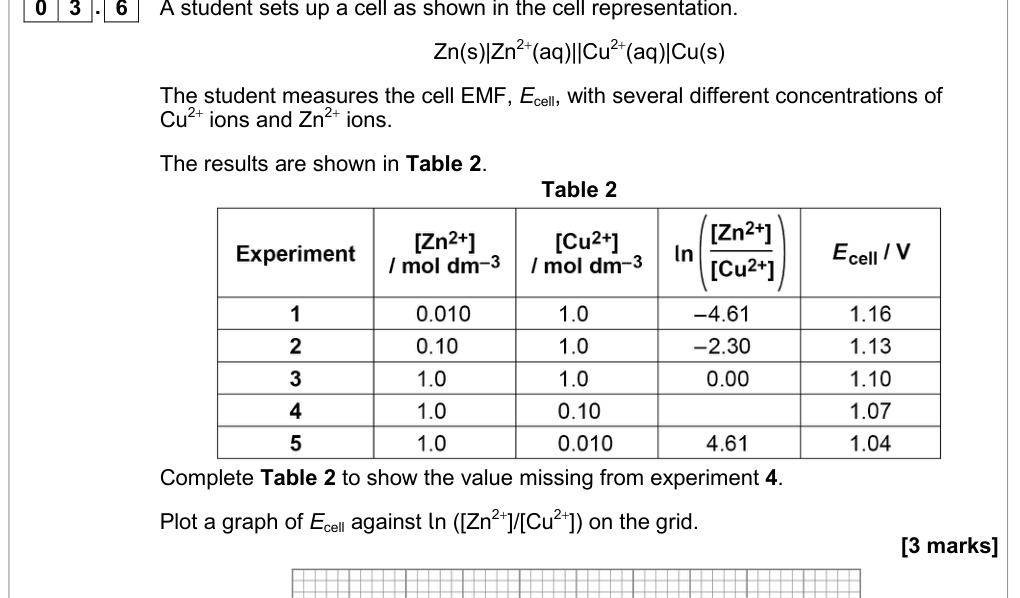 0 3 . 6 A student sets up a cell as shown in the cell representation.
Zn(s)|Zn²⁺(aq)||Cu²⁺(aq)|Cu(s)
The student measures the cell EMF, E_cell, with several different concentrations of
Cu²⁺ ions and Zn²⁺ ions.
The results are shown in Table 2.
Table 2
Experiment [Zn2+] / mol dm−3 [Cu2+] / mol dm−3 ln([Zn2+]/[Cu2+]) E cell / V
1 0.010 1.0 −4.61 1.16
2 0.10 1.0 −2.30 1.13
3 1.0 1.0 0.00 1.10
4 1.0 0.10 1.07
5 1.0 0.010 4.61 1.04
Complete Table 2 to show the value missing from experiment 4.
Plot a graph of E_cell against ln ([Zn²⁺]/[Cu²⁺]) on the grid.
[3 marks]